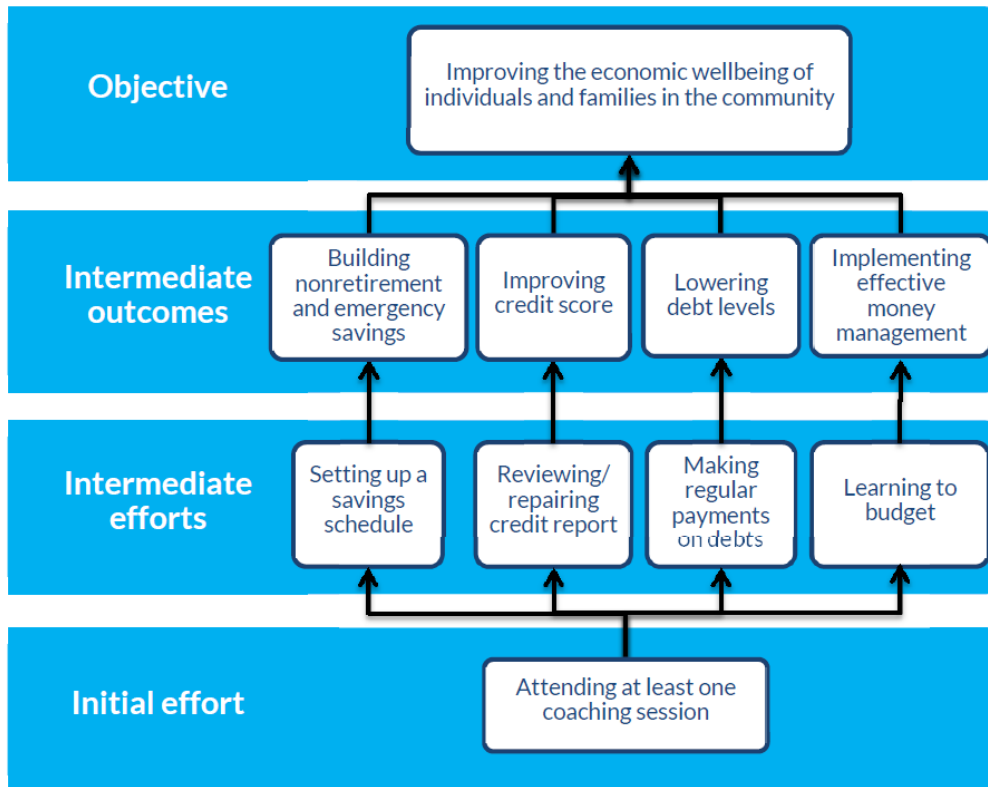 Objective
Improving the economic wellbeing of
individuals and families in the community
Intermediate
outcomes
Building
nonretirement
and emergency
savings
Improving
credit score
Lowering
debt levels
Implementing
effective
money
management
Intermediate
efforts
Setting up a
savings
schedule
Reviewing/
repairing
credit report
Making
regular
payments
on debts
Learning to
budget
Initial effort
Attending at least one
coaching session